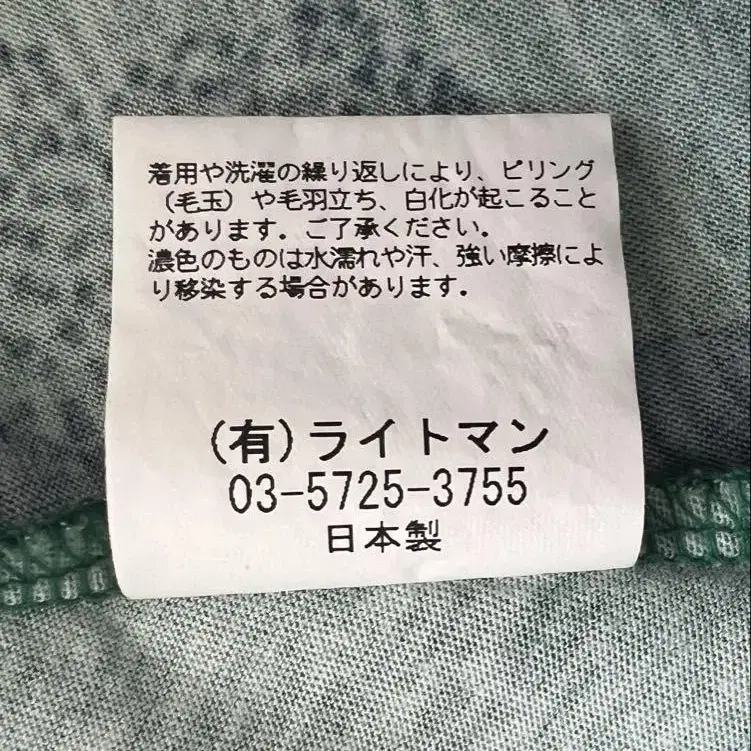 着用や洗濯の繰り返しにより、ピリング
（毛玉）や毛羽立ち、白化が起こること
があります。ご了承ください。
濃色のものは水濡れや汗、強い摩擦によ
り移染する場合があります。
(有)ライトマン
03-5725-3755
日本製